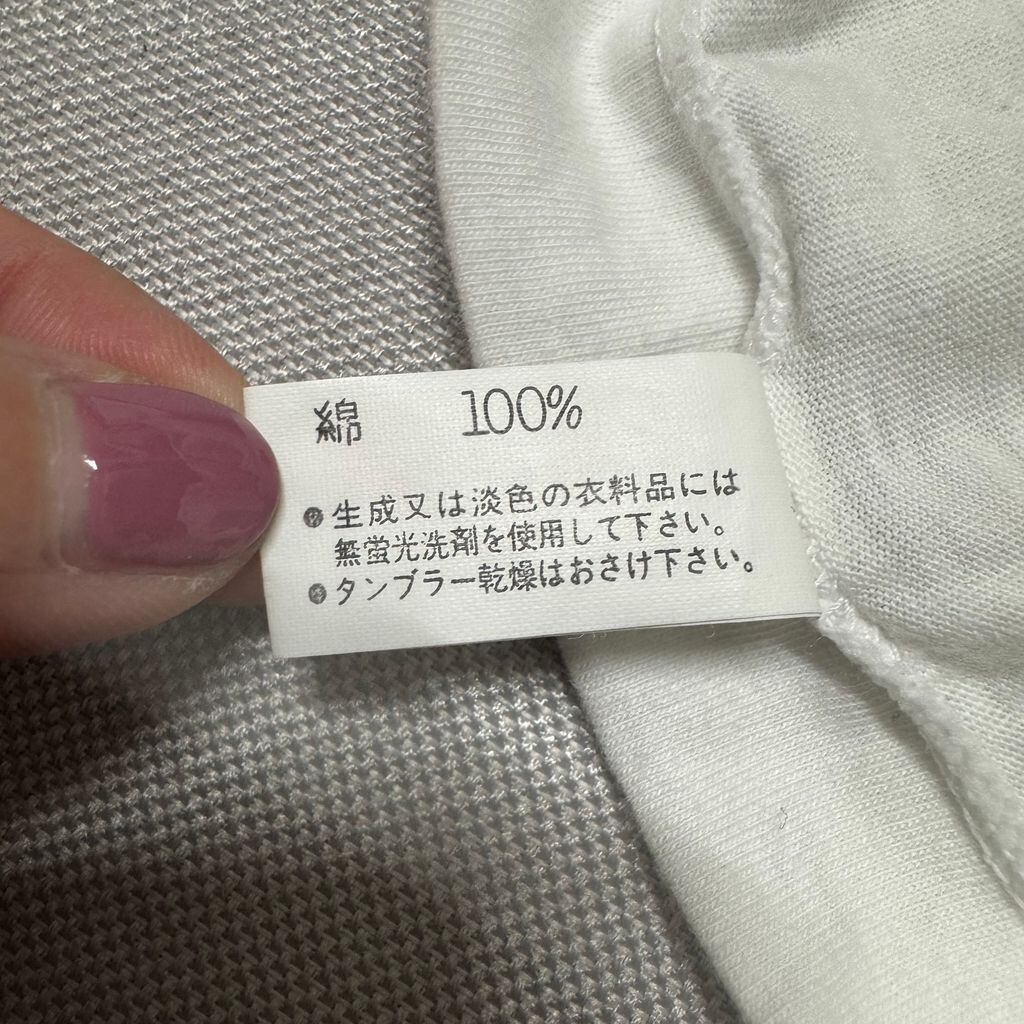 綿 100%
●生成又は淡色の衣料品には
無蛍光洗剤を使用して下さい。
●タンブラー乾燥はおさけ下さい。